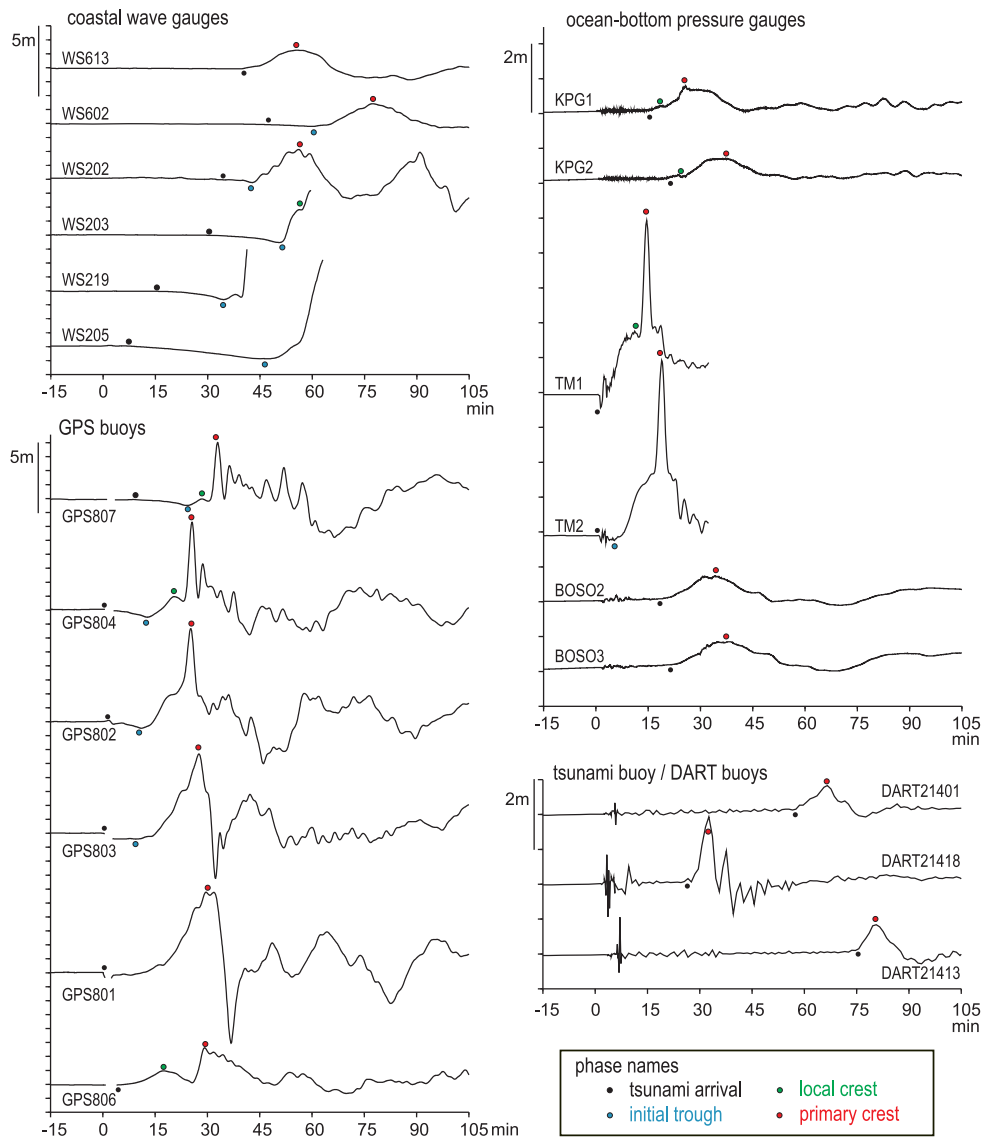 coastal wave gauges
5m
WS613
WS602
WS202
WS203
WS219
WS205
-15 0 15 30 45 60 75 90 105
min
GPS buoys
5m
GPS807
GPS804
GPS802
GPS803
GPS801
GPS806
-15 0 15 30 45 60 75 90 105 min
ocean-bottom pressure gauges
2m
KPG1
KPG2
TM1
TM2
BOSO2
BOSO3
-15 0 15 30 45 60 75 90 105
min
tsunami buoy / DART buoys
2m
DART21401
DART21418
DART21413
-15 0 15 30 45 60 75 90 105
min
phase names
tsunami arrival
local crest
initial trough
primary crest